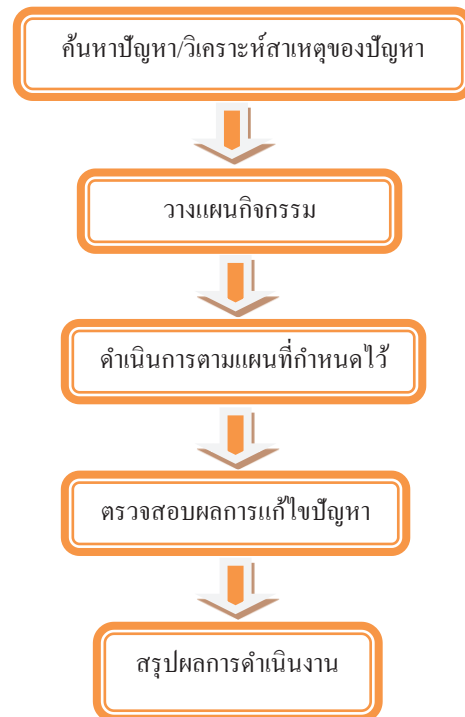 ค้นหาปัญหา/วิเคราะห์สาเหตุของปัญหา
วางแผนกิจกรรม
ดำเนินการตามแผนที่กำหนดไว้
ตรวจสอบผลการแก้ไขปัญหา
สรุปผลการดำเนินงาน